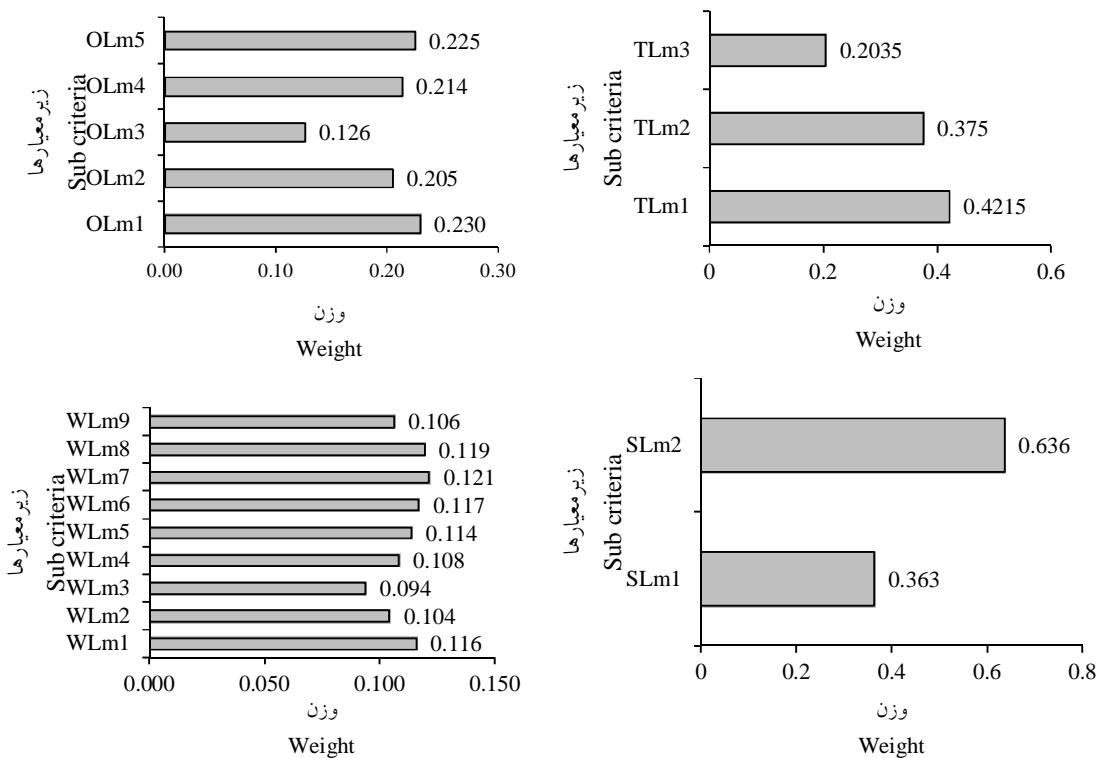 OLm5
0.225
OLm4
0.214
OLm3
0.126
OLm2
0.205
OLm1
0.230
0.00
0.10
0.20
0.30
زیرمعیارها
Sub criteria
وزن
Weight
TLm3
0.2035
TLm2
0.375
TLm1
0.4215
0
0.2
0.4
0.6
زیرمعیارها
Sub criteria
وزن
Weight
WLm9
0.106
WLm8
0.119
WLm7
0.121
WLm6
0.117
WLm5
0.114
WLm4
0.108
WLm3
0.094
WLm2
0.104
WLm1
0.116
0.000
0.050
0.100
0.150
زیرمعیارها
Sub criteria
وزن
Weight
SLm2
0.636
SLm1
0.363
0
0.2
0.4
0.6
0.8
زیرمعیارها
Sub criteria
وزن
Weight